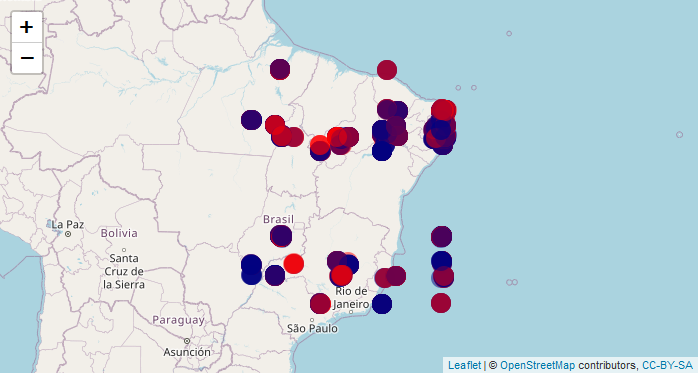 +
−
La Paz
Bolivia
Santa
Cruz de
la Sierra
Brasil
Rio de
Janeiro
São Paulo
Paraguay
Asunción
Leaflet | © OpenStreetMap contributors, CC-BY-SA